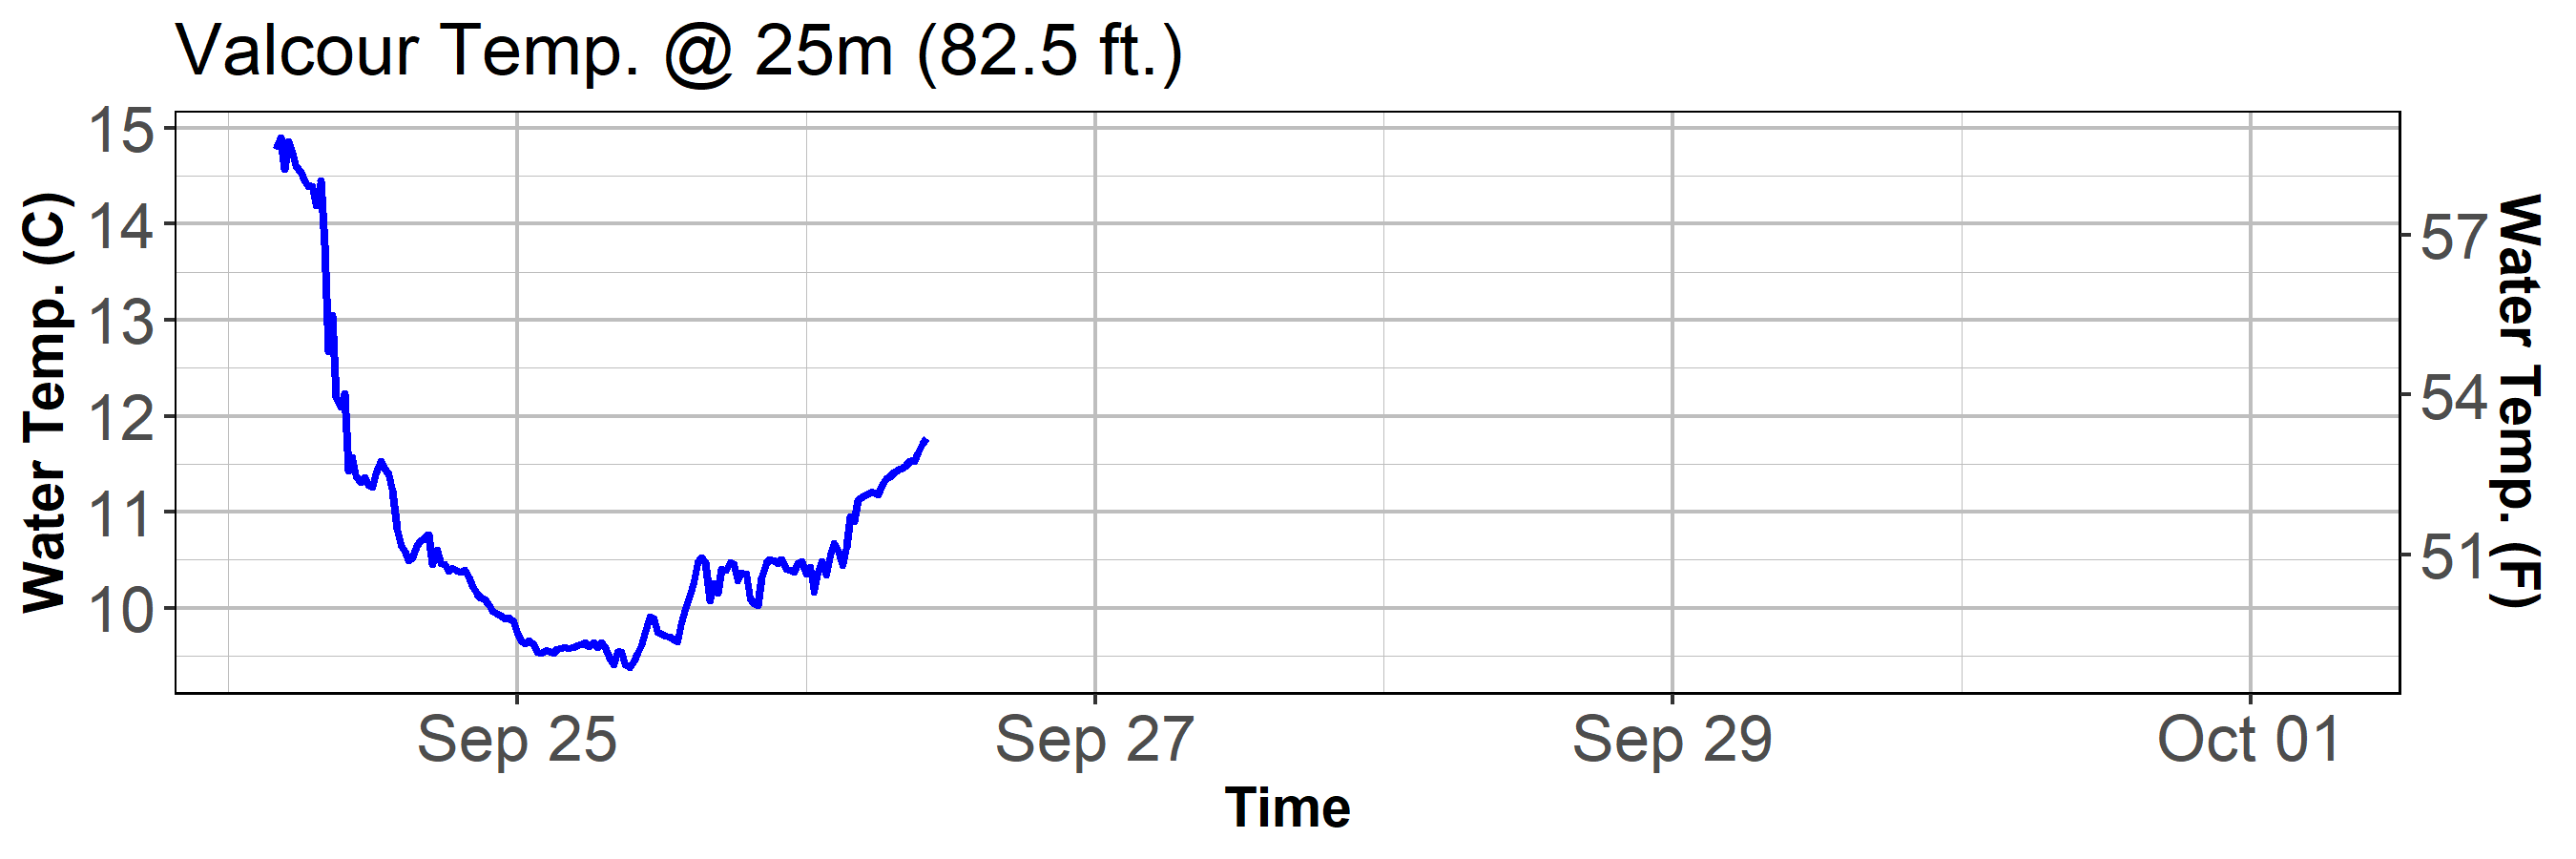 Valcour Temp. @ 25m (82.5 ft.)
Water Temp. (C)
15
14
13
12
11
10
57
54
51
Water Temp. (F)
Sep 25
Sep 27
Sep 29
Oct 01
Time